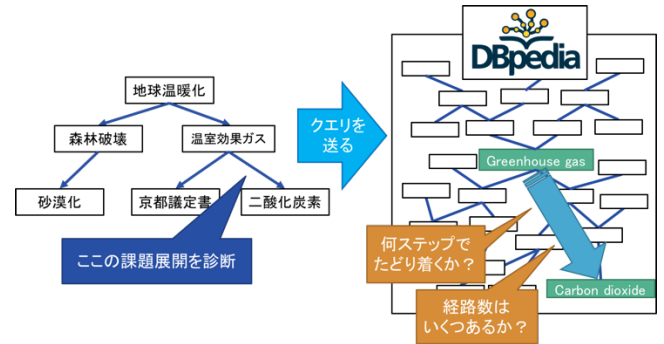 地球温暖化
森林破壊
温室効果ガス
砂漠化
京都議定書
二酸化炭素
ここの課題展開を診断
クエリを
送る
DBpedia
Greenhouse gas
何ステップで
たどり着くか？
経路数は
いくつあるか？
Carbon dioxide